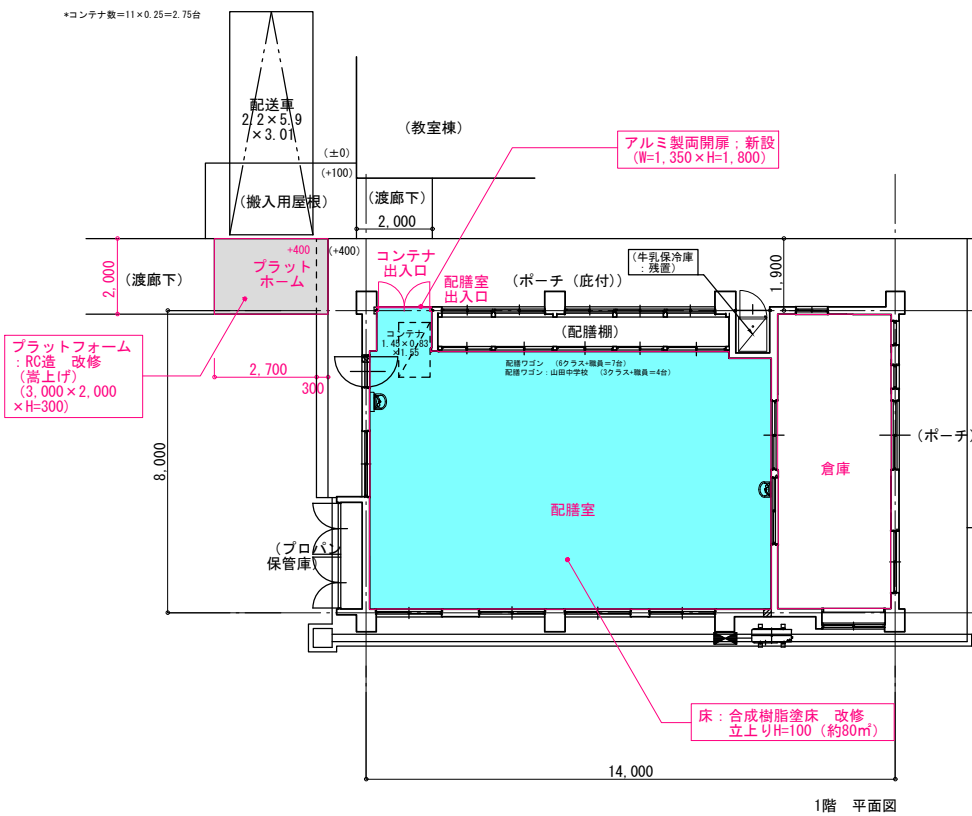 *コンテナ数=11×0.25=2.75台
配送車
2.2×5.9
×3.01
(教室棟)
アルミ製両開扉：新設
(W=1,350×H=1,800)
(±0)
(+100)
(搬入用屋根)
(渡廊下)
2,000
+400
(+400)
プラット
ホーム
コンテナ
出入口
配膳室
出入口
(ポーチ（庇付）)
(牛乳保冷庫
：残置)
1,900
2,000
(渡廊下)
コンテナ
1.45×0.83
×1.55
(配膳棚)
配膳ワゴン （6クラス+職員=7台）
配膳ワゴン：山田中学校 （3クラス+職員=4台）
プラットフォーム
：RC造 改修
(嵩上げ)
(3,000×2,000
×H=300)
2,700
300
8,000
(ポーチ)
倉庫
配膳室
(プロパン
保管庫)
床：合成樹脂塗床 改修
立上りH=100（約80㎡）
14,000
1階 平面図